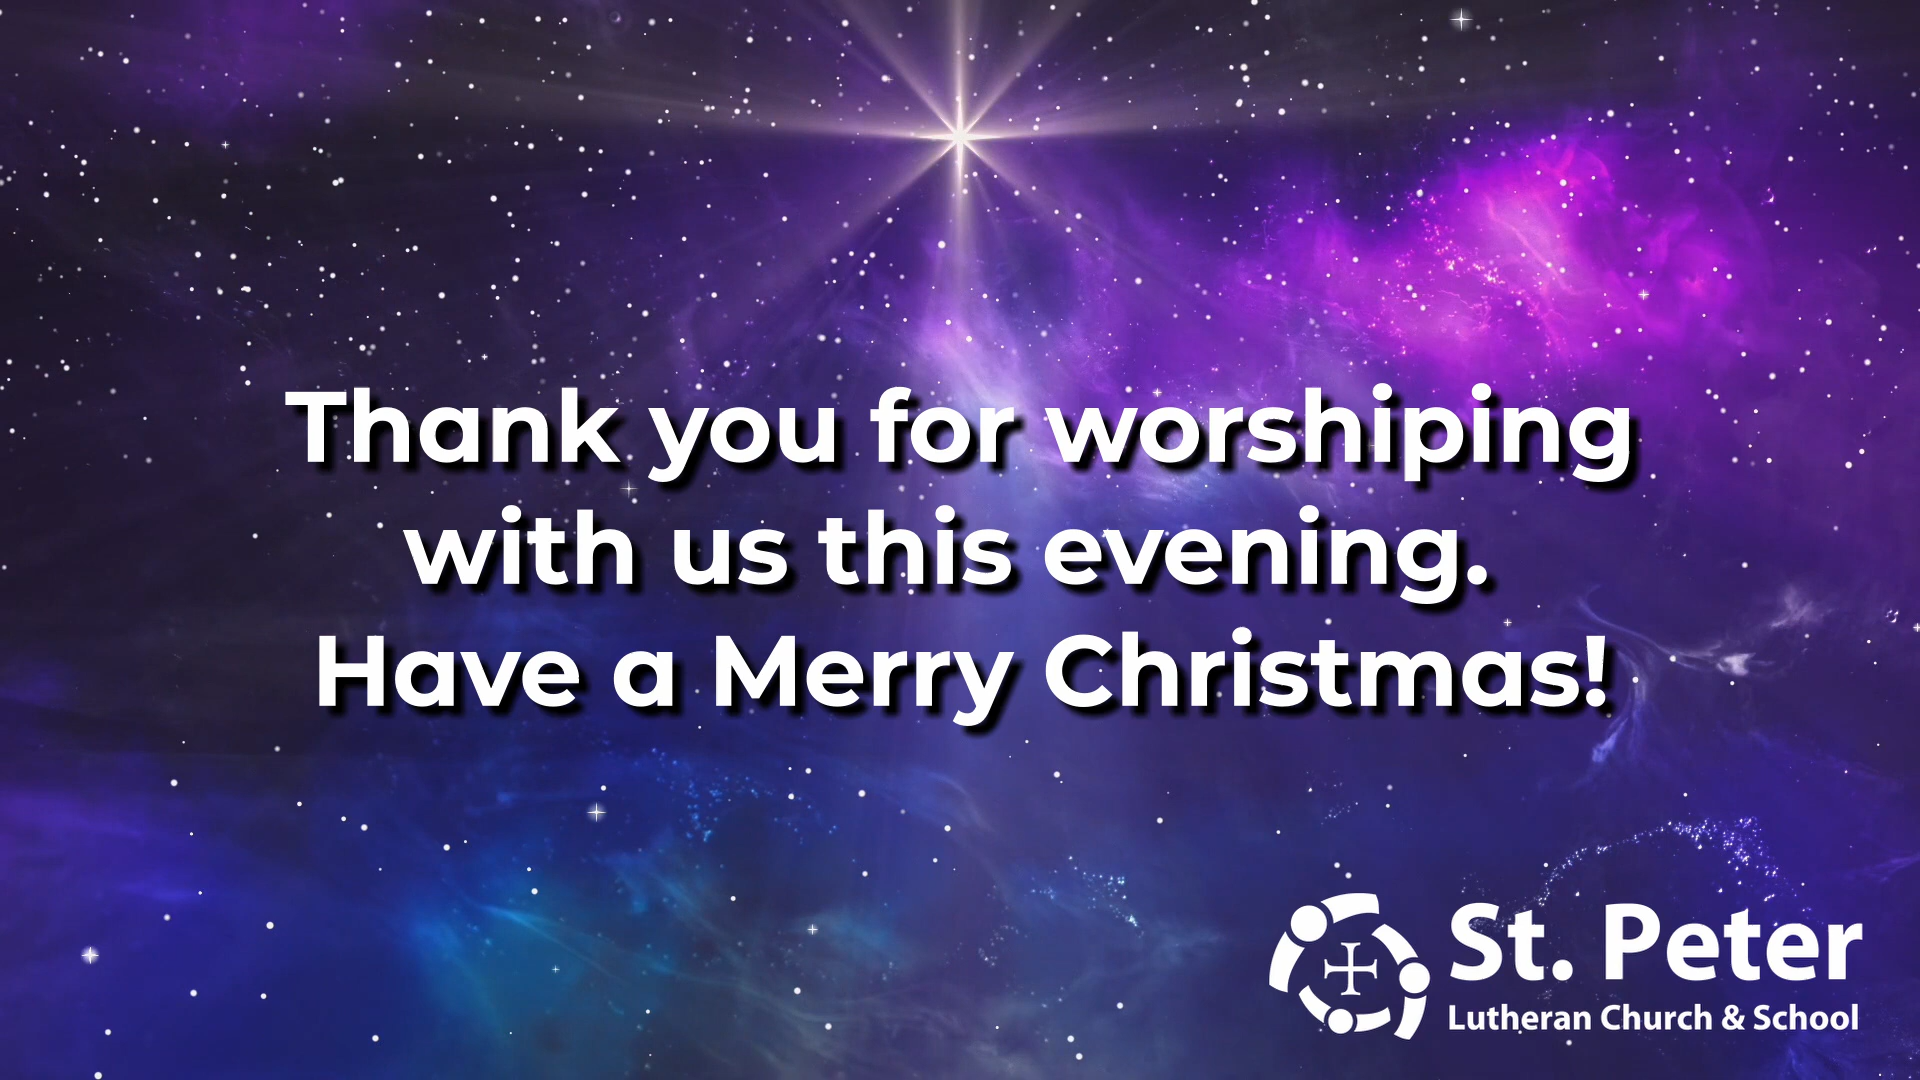 Thank you for worshiping
with us this evening.
Have a Merry Christmas!
St. Peter
Lutheran Church & School